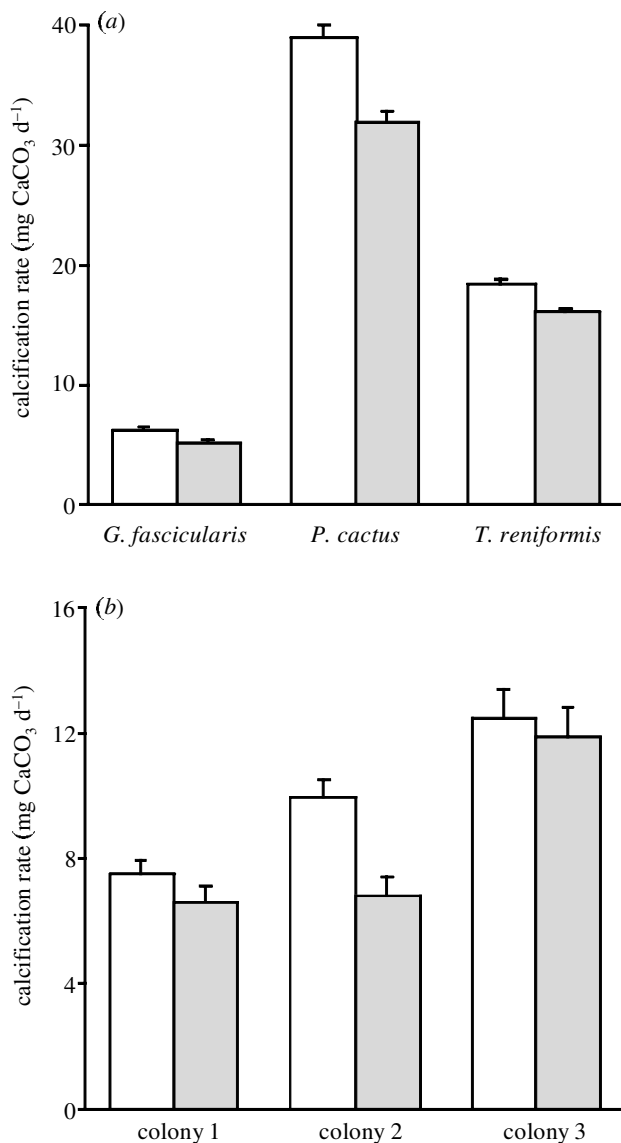 (a)
calcification rate (mg CaCO₃ d⁻¹)
40
30
20
10
0
G. fascicularis P. cactus T. reniformis
(b)
calcification rate (mg CaCO₃ d⁻¹)
16
12
8
4
0
colony 1 colony 2 colony 3